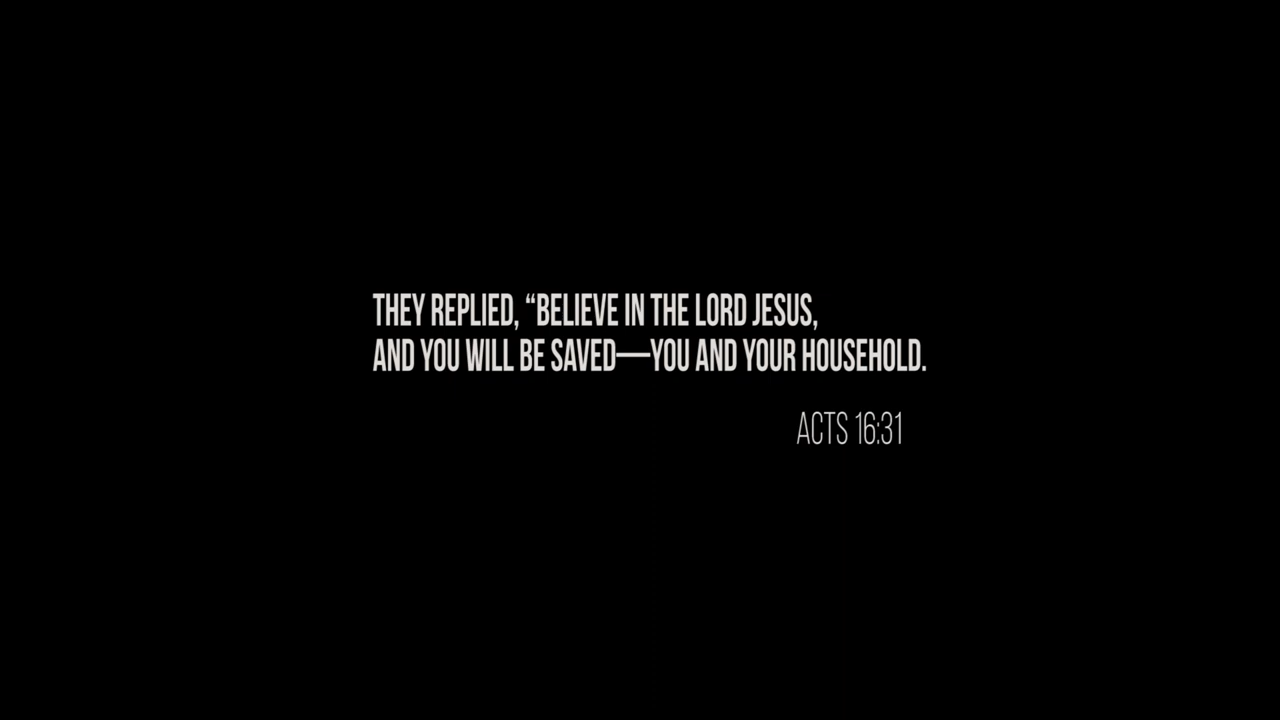 THEY REPLIED, “BELIEVE IN THE LORD JESUS,
AND YOU WILL BE SAVED—YOU AND YOUR HOUSEHOLD.
ACTS 16:31